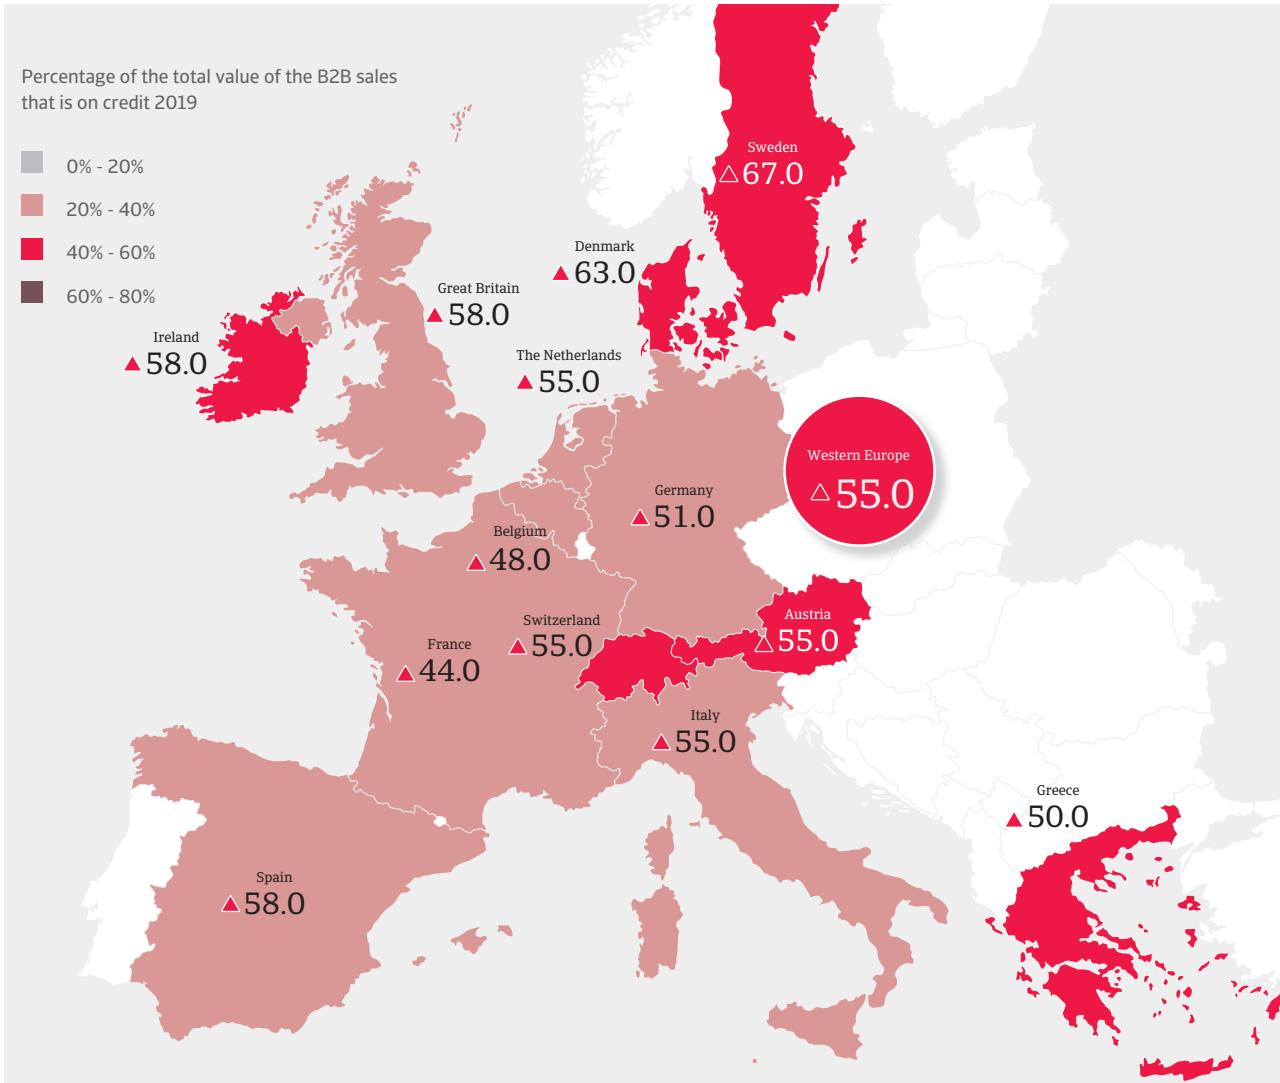 Percentage of the total value of the B2B sales
that is on credit 2019
0% - 20%
20% - 40%
40% - 60%
60% - 80%
Sweden
67.0
Denmark
63.0
Great Britain
58.0
Ireland
58.0
The Netherlands
55.0
Western Europe
55.0
Germany
51.0
Belgium
48.0
Austria
55.0
Switzerland
55.0
France
44.0
Italy
55.0
Greece
50.0
Spain
58.0